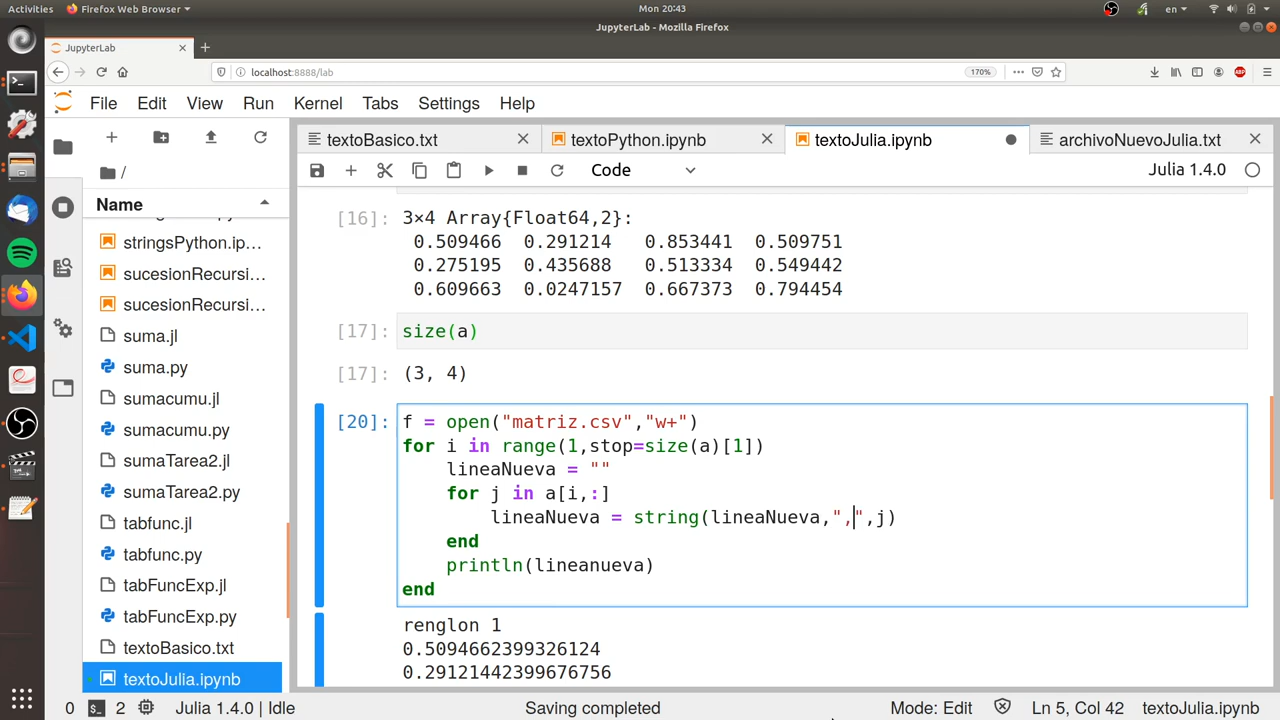 Activities Firefox Web Browser Mon 20:43 en
JupyterLab - Mozilla Firefox
JupyterLab
localhost:8888/lab 170% ABP
File Edit View Run Kernel Tabs Settings Help
textoBasico.txt textoPython.ipynb textoJulia.ipynb archivoNuevoJulia.txt
Code Julia 1.4.0
/
Name
stringsPython.ip…
sucesionRecursi…
sucesionRecursi…
suma.jl
suma.py
sumacumu.jl
sumacumu.py
sumaTarea2.jl
sumaTarea2.py
tabfunc.jl
tabfunc.py
tabFuncExp.jl
tabFuncExp.py
textoBasico.txt
textoJulia.ipynb
[16]: 3×4 Array{Float64,2}:
0.509466 0.291214 0.853441 0.509751
0.275195 0.435688 0.513334 0.549442
0.609663 0.0247157 0.667373 0.794454
[17]: size(a)
[17]: (3, 4)
[20]: f = open("matriz.csv","w+")
for i in range(1,stop=size(a)[1])
lineaNueva = ""
for j in a[i,:]
lineaNueva = string(lineaNueva,",",j)
end
println(lineanueva)
end
renglon 1
0.5094662399326124
0.29121442399676756
0 2 Julia 1.4.0 | Idle Saving completed Mode: Edit Ln 5, Col 42 textoJulia.ipynb